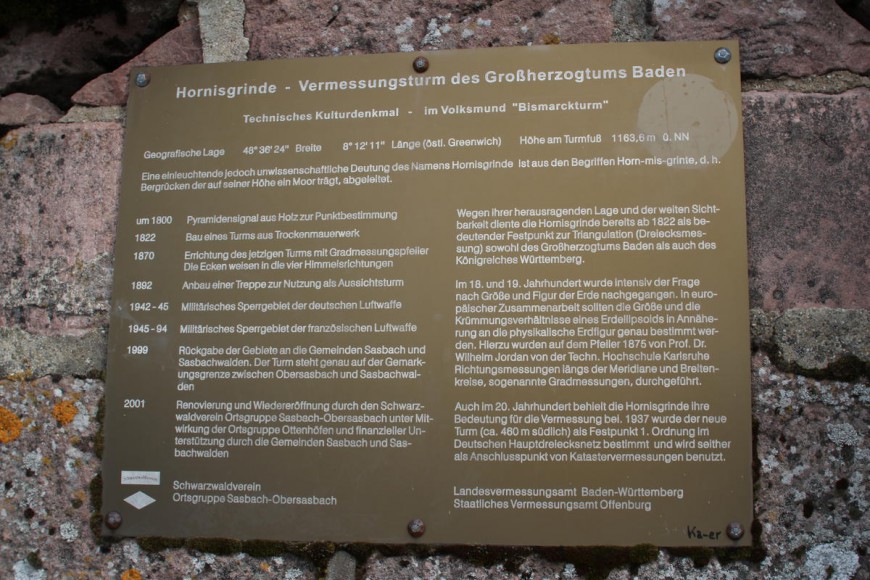 Hornisgrinde - Vermessungsturm des Großherzogtums Baden
Technisches Kulturdenkmal - im Volksmund "Bismarckturm"
Geografische Lage 48° 36' 24" Breite 8° 12' 11" Länge (östl. Greenwich) Höhe am Turmfuß 1163,6 m ü. NN
Eine einleuchtende jedoch unwissenschaftliche Deutung des Namens Hornisgrinde ist aus den Begriffen Horn-mis-grinte, d. h.
Bergrücken der auf seiner Höhe ein Moor trägt, abgeleitet.
um 1800 Pyramidensignal aus Holz zur Punktbestimmung
1822 Bau eines Turms aus Trockenmauerwerk
1870 Errichtung des jetzigen Turms mit Gradmessungspfeiler
Die Ecken weisen in die vier Himmelsrichtungen
1892 Anbau einer Treppe zur Nutzung als Aussichtsturm
1942 - 45 Militärisches Sperrgebiet der deutschen Luftwaffe
1945 - 94 Militärisches Sperrgebiet der französischen Luftwaffe
1999 Rückgabe der Gebiete an die Gemeinden Sasbach und
Sasbachwalden. Der Turm steht genau auf der Gemark-
ungsgrenze zwischen Obersasbach und Sasbachwal-
den
2001 Renovierung und Wiedereröffnung durch den Schwarz-
waldverein Ortsgruppe Sasbach-Obersasbach unter Mit-
wirkung der Ortsgruppe Ottenhöfen und finanzieller Un-
terstützung durch die Gemeinden Sasbach und Sas-
bachwalden
Schwarzwaldverein
Ortsgruppe Sasbach-Obersasbach
Wegen ihrer herausragenden Lage und der weiten Sicht-
barkeit diente die Hornisgrinde bereits ab 1822 als be-
deutender Festpunkt zur Triangulation (Dreiecksmes-
sung) sowohl des Großherzogtums Baden als auch des
Königreiches Württemberg.
Im 18. und 19. Jahrhundert wurde intensiv der Frage
nach Größe und Figur der Erde nachgegangen. In euro-
päischer Zusammenarbeit sollten die Größe und die
Krümmungsverhältnisse eines Erdellipsoids in Annähe-
rung an die physikalische Erdfigur genau bestimmt wer-
den. Hierzu wurden auf dem Pfeiler 1875 von Prof. Dr.
Wilhelm Jordan von der Techn. Hochschule Karlsruhe
Richtungsmessungen längs der Meridiane und Breiten-
kreise, sogenannte Gradmessungen, durchgeführt.
Auch im 20. Jahrhundert behielt die Hornisgrinde ihre
Bedeutung für die Vermessung bei. 1937 wurde der neue
Turm (ca. 460 m südlich) als Festpunkt 1. Ordnung im
Deutschen Hauptdreiecksnetz bestimmt und wird seither
als Anschlusspunkt von Katastervermessungen benutzt.
Landesvermessungsamt Baden-Württemberg
Staatliches Vermessungsamt Offenburg
Ka-er